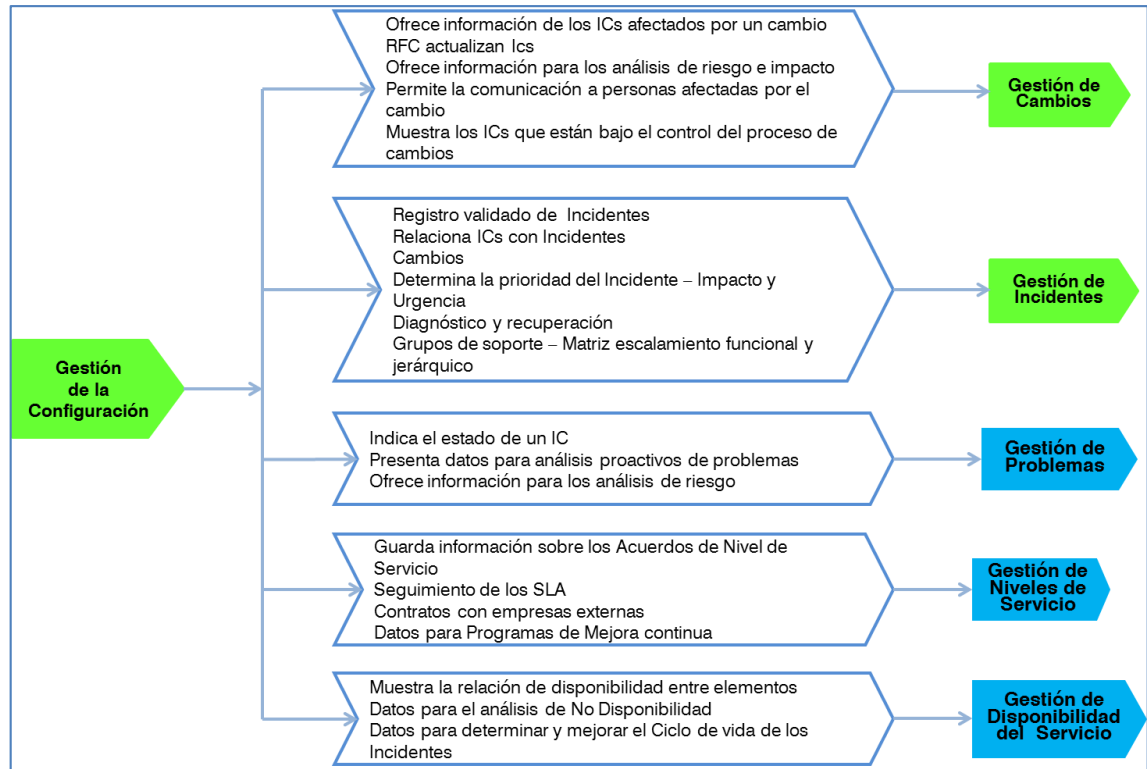 Ofrece información de los ICs afectados por un cambio
RFC actualizan Ics
Ofrece información para los análisis de riesgo e impacto
Permite la comunicación a personas afectadas por el
cambio
Muestra los ICs que están bajo el control del proceso de
cambios
Gestión de
Cambios
Registro validado de Incidentes
Relaciona ICs con Incidentes
Cambios
Determina la prioridad del Incidente – Impacto y
Urgencia
Diagnóstico y recuperación
Grupos de soporte – Matriz escalamiento funcional y
jerárquico
Gestión de
Incidentes
Gestión
de la
Configuración
Indica el estado de un IC
Presenta datos para análisis proactivos de problemas
Ofrece información para los análisis de riesgo
Gestión de
Problemas
Guarda información sobre los Acuerdos de Nivel de
Servicio
Seguimiento de los SLA
Contratos con empresas externas
Datos para Programas de Mejora continua
Gestión de
Niveles de
Servicio
Muestra la relación de disponibilidad entre elementos
Datos para el análisis de No Disponibilidad
Datos para determinar y mejorar el Ciclo de vida de los
Incidentes
Gestión de
Disponibilidad
del Servicio